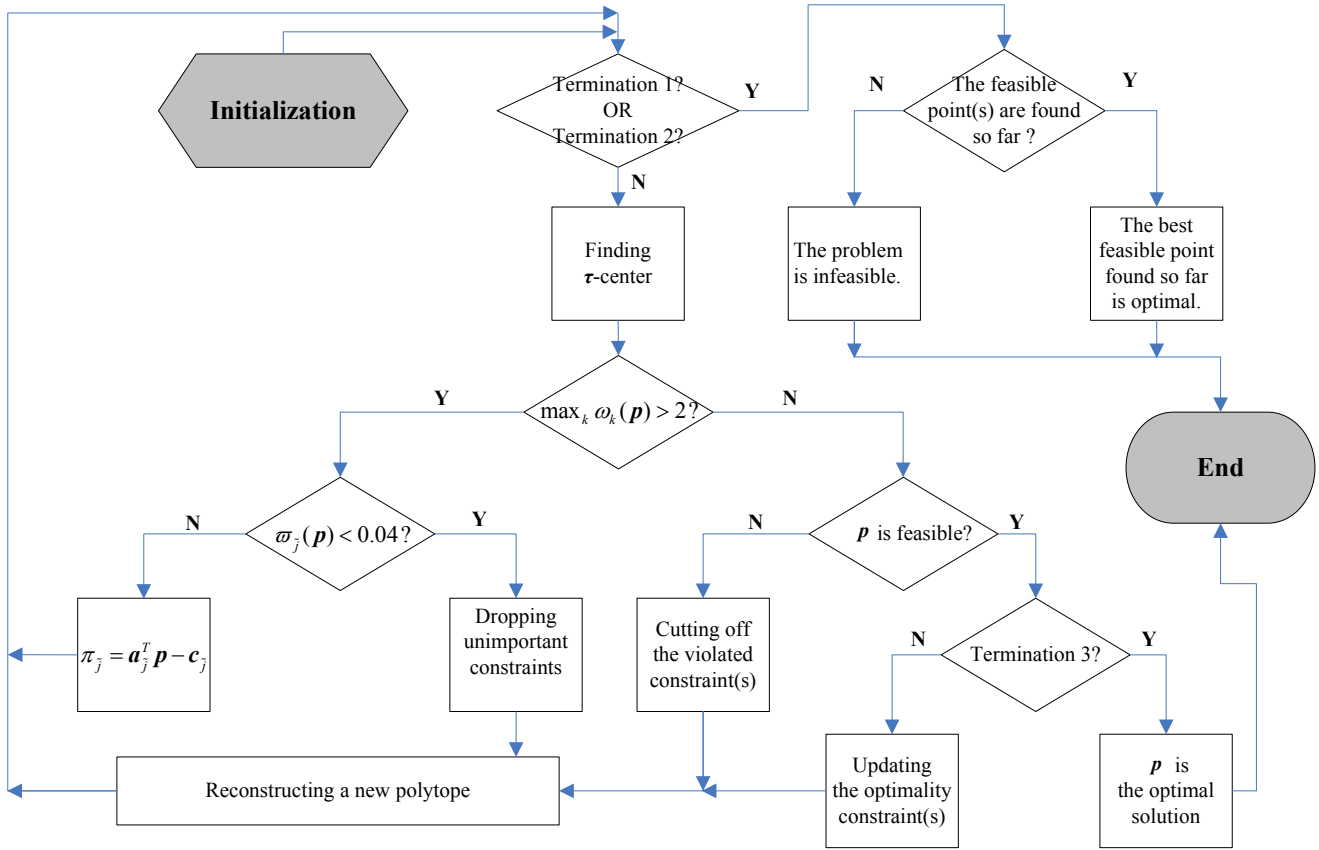 Initialization
Termination 1?
OR
Termination 2?
Y
N
The feasible
point(s) are found
so far ?
N
Y
Finding
τ-center
The problem
is infeasible.
The best
feasible point
found so far
is optimal.
max_k ω_k(p) > 2?
Y
N
End
ϖ_j̃(p) < 0.04?
N
Y
p is feasible?
N
Y
π_j̃ = a_j̃^T p − c_j̃
Dropping
unimportant
constraints
Cutting off
the violated
constraint(s)
Termination 3?
N
Y
Reconstructing a new polytope
Updating
the optimality
constraint(s)
p is
the optimal
solution